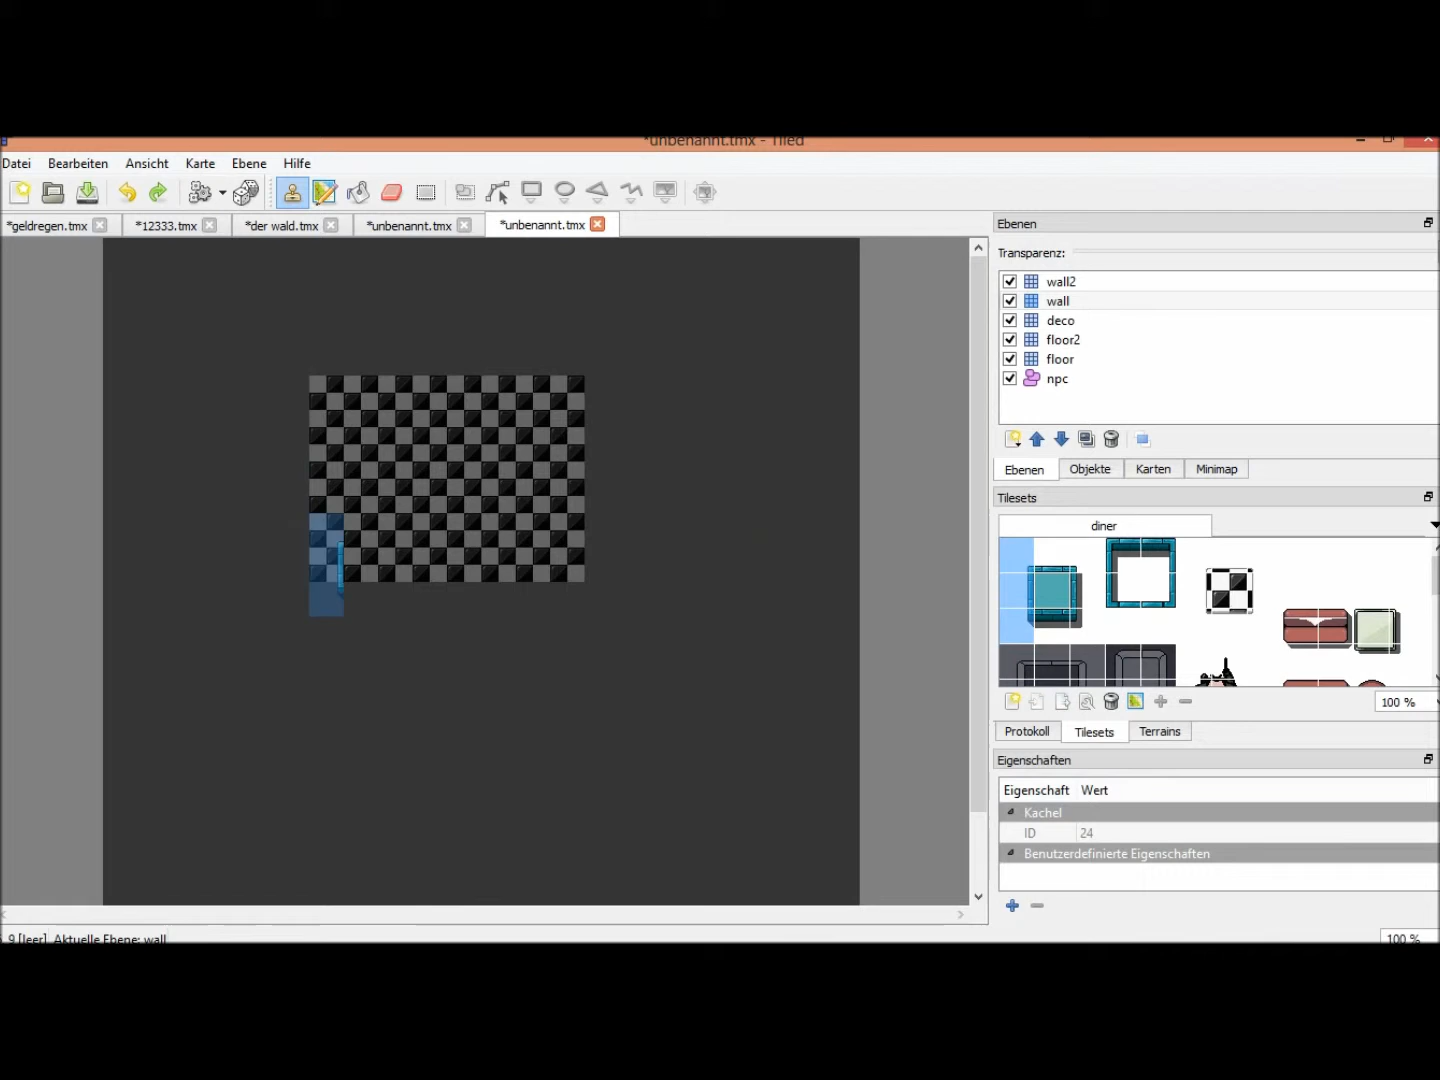 *unbenannt.tmx - Tiled
Datei Bearbeiten Ansicht Karte Ebene Hilfe
*geldregen.tmx *12333.tmx *der wald.tmx *unbenannt.tmx *unbenannt.tmx
Ebenen
Transparenz:
wall2
wall
deco
floor2
floor
npc
Ebenen Objekte Karten Minimap
Tilesets
diner
100 %
Protokoll Tilesets Terrains
Eigenschaften
Eigenschaft Wert
Kachel
ID 24
Benutzerdefinierte Eigenschaften
9 [leer] Aktuelle Ebene: wall
100 %